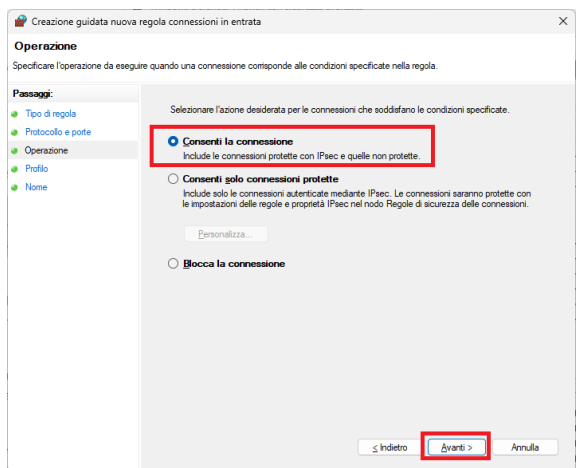 Creazione guidata nuova regola connessioni in entrata
Operazione
Specificare l'operazione da eseguire quando una connessione corrisponde alle condizioni specificate nella regola.
Passaggi:
Tipo di regola
Protocollo e porte
Operazione
Profilo
Nome
Selezionare l'azione desiderata per le connessioni che soddisfano le condizioni specificate.
Consenti la connessione
Include le connessioni protette con IPsec e quelle non protette.
Consenti solo connessioni protette
Include solo le connessioni autenticate mediante IPsec. Le connessioni saranno protette con
le impostazioni delle regole e proprietà IPsec nel nodo Regole di sicurezza delle connessioni.
Personalizza...
Blocca la connessione
< Indietro
Avanti >
Annulla